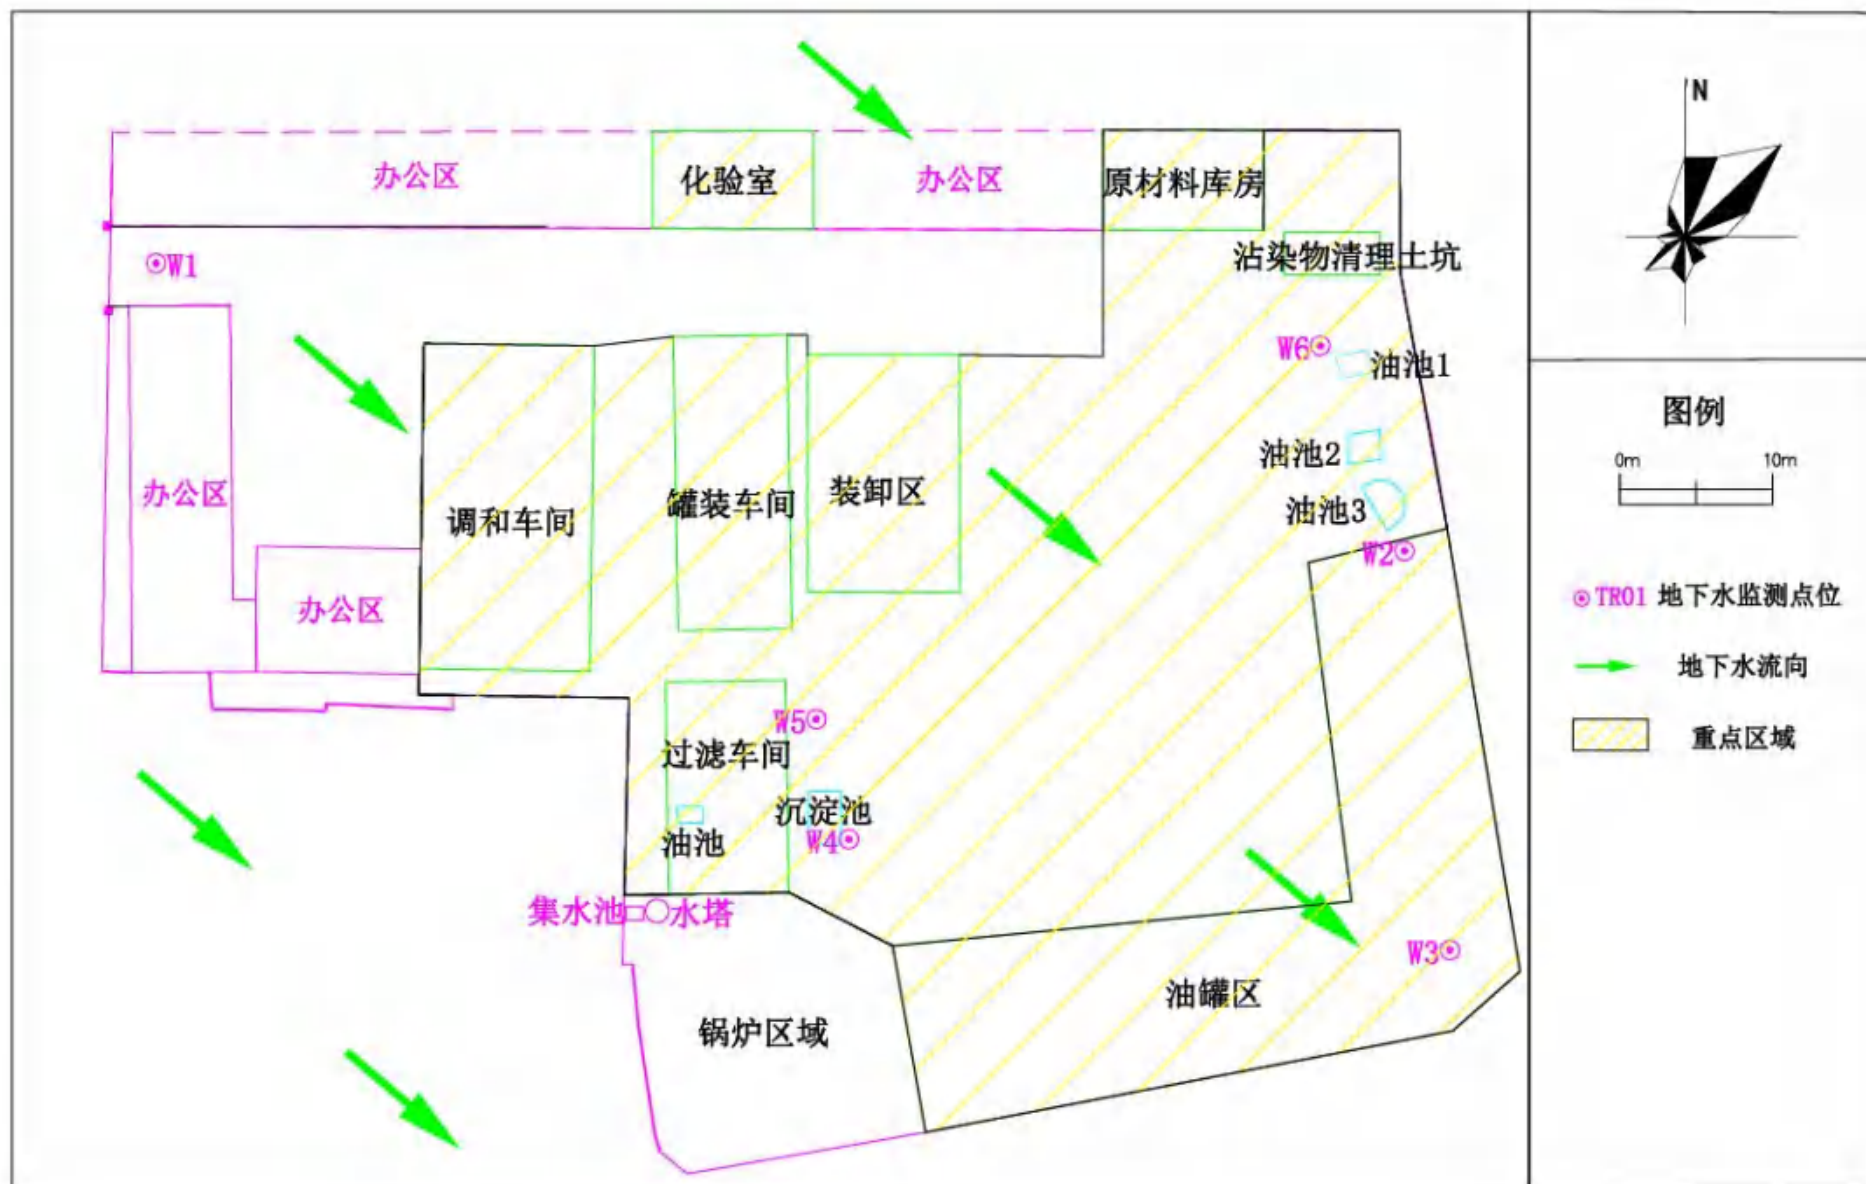 N
办公区
化验室
办公区
原材料库房
沾染物清理土坑
W1
W6
油池1
图例
0m
10m
油池2
办公区
调和车间
罐装车间
装卸区
油池3
W2
办公区
TR01 地下水监测点位
地下水流向
重点区域
W5
过滤车间
沉淀池
油池
W4
集水池
水塔
W3
油罐区
锅炉区域